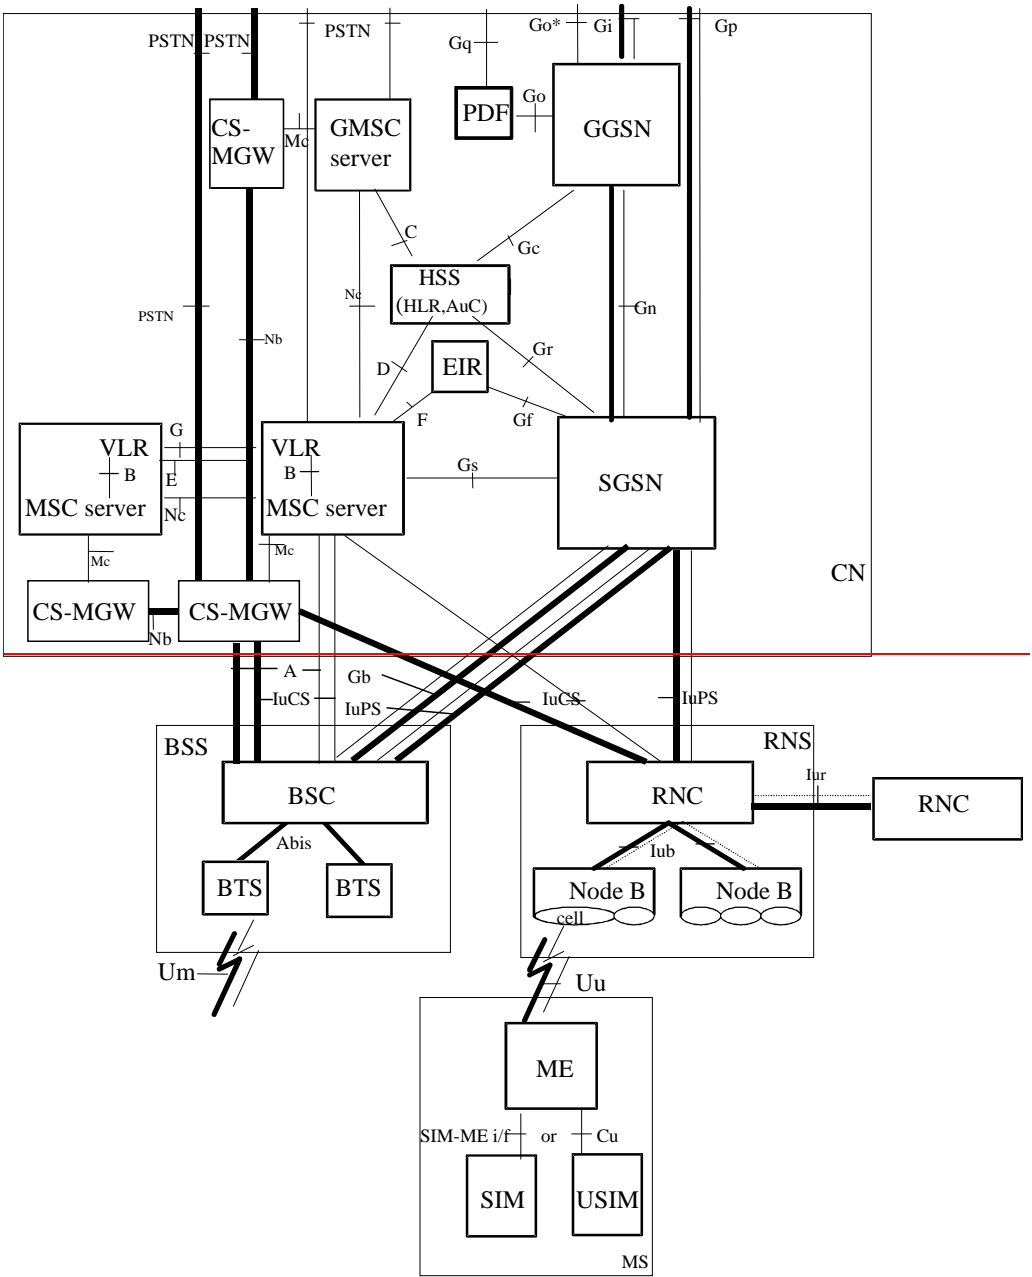 Go*
Gi
Gp
PSTN
PSTN
PSTN
Gq
PDF
Go
GGSN
CS-
MGW
Mc
GMSC
server
C
Gc
HSS
(HLR,AuC)
Nc
PSTN
Gn
Nb
D
EIR
Gr
F
Gf
G
VLR
B
E
MSC server
Nc
VLR
B
MSC server
Gs
SGSN
Mc
Mc
CN
CS-MGW
Nb
CS-MGW
A
Gb
IuCS
IuPS
IuCS
IuPS
BSS
RNS
BSC
RNC
Iur
RNC
Abis
Iub
BTS
BTS
Node B
cell
Node B
Um
Uu
ME
SIM-ME i/f
or
Cu
SIM
USIM
MS